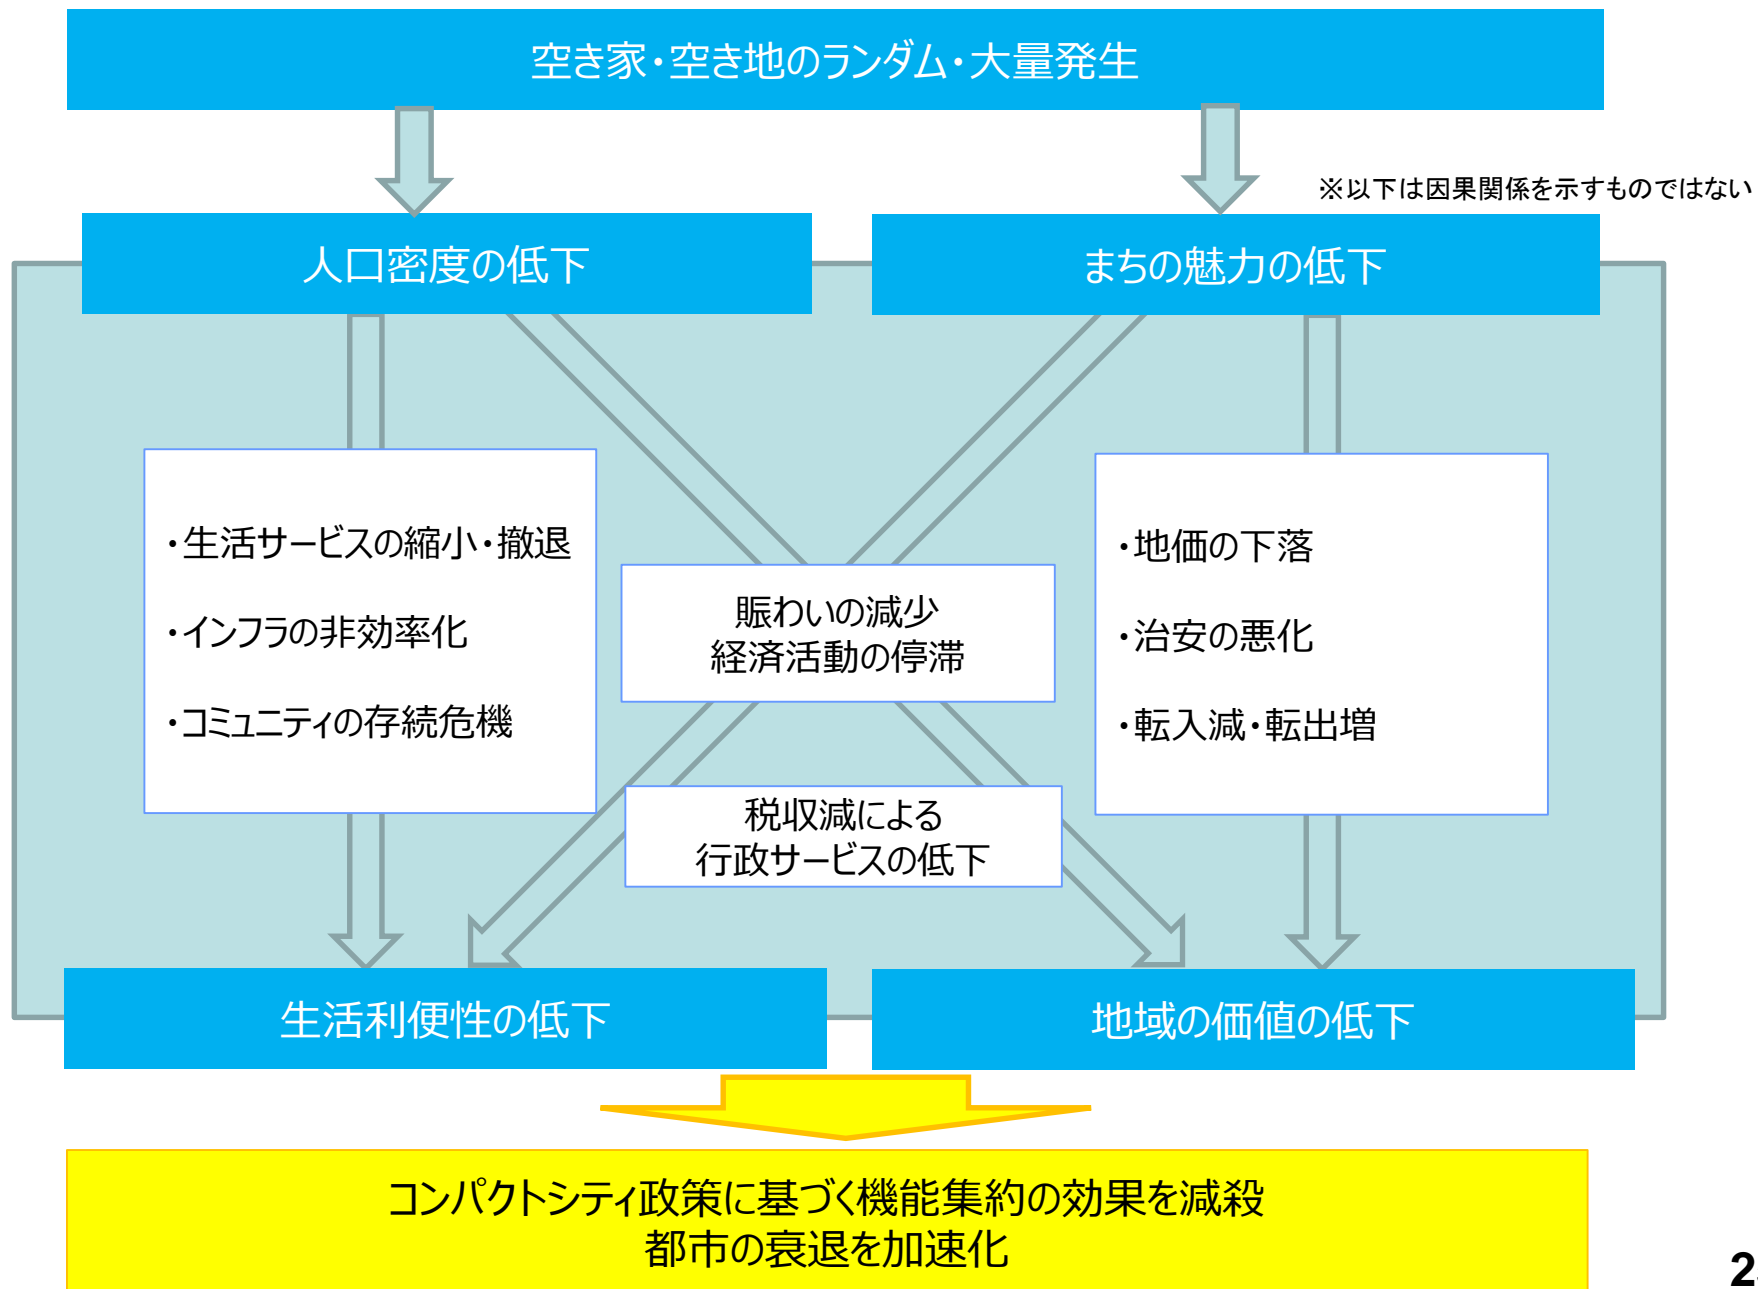 空き家・空き地のランダム・大量発生
※以下は因果関係を示すものではない
人口密度の低下
まちの魅力の低下
・生活サービスの縮小・撤退
・インフラの非効率化
・コミュニティの存続危機
賑わいの減少
経済活動の停滞
・地価の下落
・治安の悪化
・転入減・転出増
税収減による
行政サービスの低下
生活利便性の低下
地域の価値の低下
コンパクトシティ政策に基づく機能集約の効果を減殺
都市の衰退を加速化